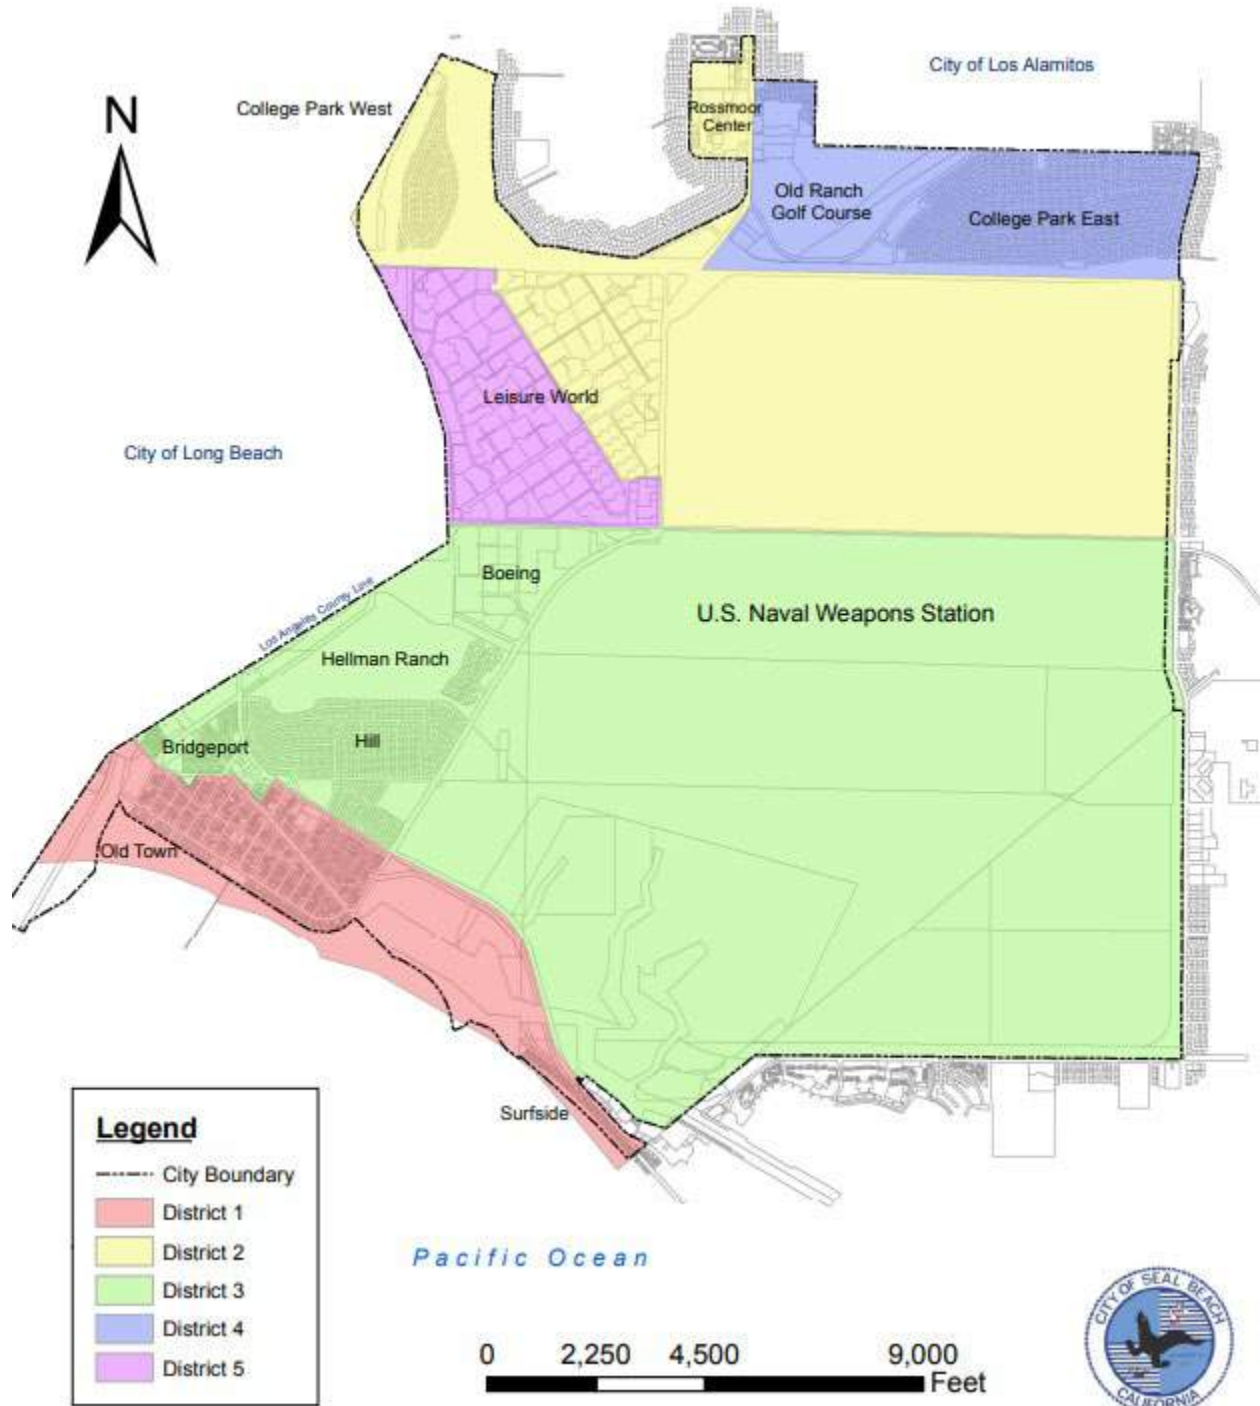 City of Los Alamitos
College Park West
N
Rossmoor
Center
Old Ranch
Golf Course
College Park East
Leisure World
City of Long Beach
Boeing
Los Angeles County Line
U.S. Naval Weapons Station
Hellman Ranch
Bridgeport
Hill
Old Town
Surfside
Legend
City Boundary
District 1
District 2
District 3
District 4
District 5
Pacific Ocean
0 2,250 4,500 9,000
Feet
CITY OF SEAL BEACH
CALIFORNIA